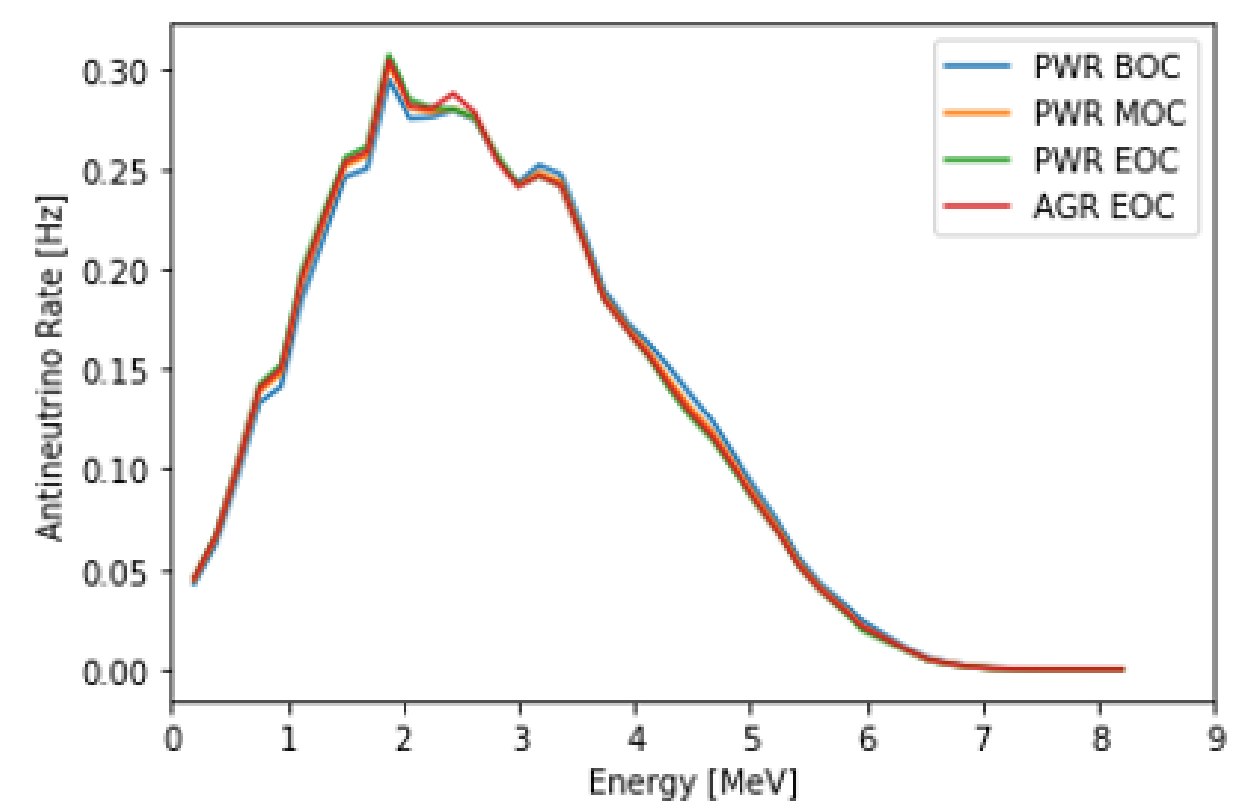 PWR BOC
PWR MOC
PWR EOC
AGR EOC
Antineutrino Rate [Hz]
0.30
0.25
0.20
0.15
0.10
0.05
0.00
0 1 2 3 4 5 6 7 8 9
Energy [MeV]